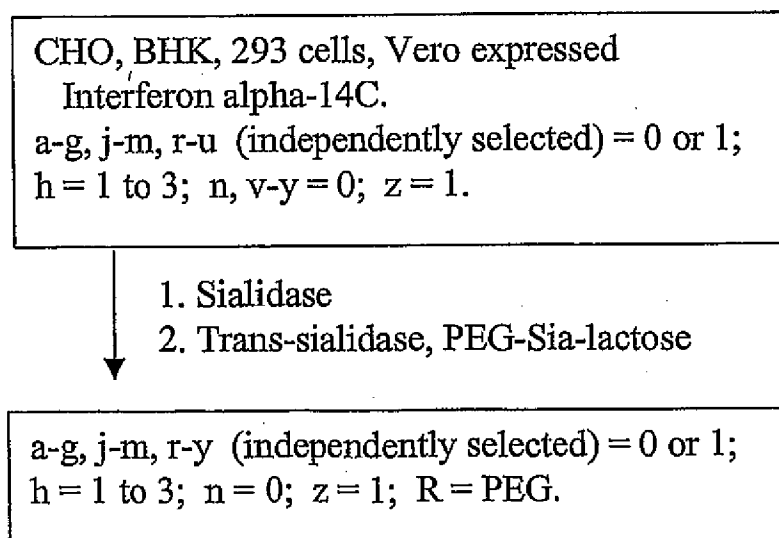 CHO, BHK, 293 cells, Vero expressed
Interferon alpha-14C.
a-g, j-m, r-u (independently selected) = 0 or 1;
h = 1 to 3; n, v-y = 0; z = 1.
1. Sialidase
2. Trans-sialidase, PEG-Sia-lactose
a-g, j-m, r-y (independently selected) = 0 or 1;
h = 1 to 3; n = 0; z = 1; R = PEG.